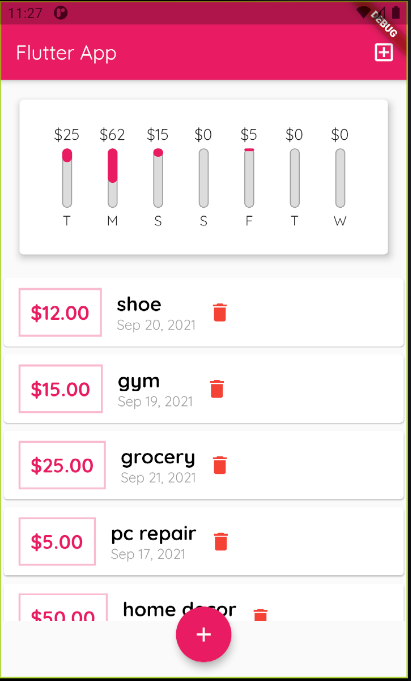 11:27
DEBUG
Flutter App
$25 $62 $15 $0 $5 $0 $0
T M S S F T W
$12.00 shoe
Sep 20, 2021
$15.00 gym
Sep 19, 2021
$25.00 grocery
Sep 21, 2021
$5.00 pc repair
Sep 17, 2021
$50.00 home decor